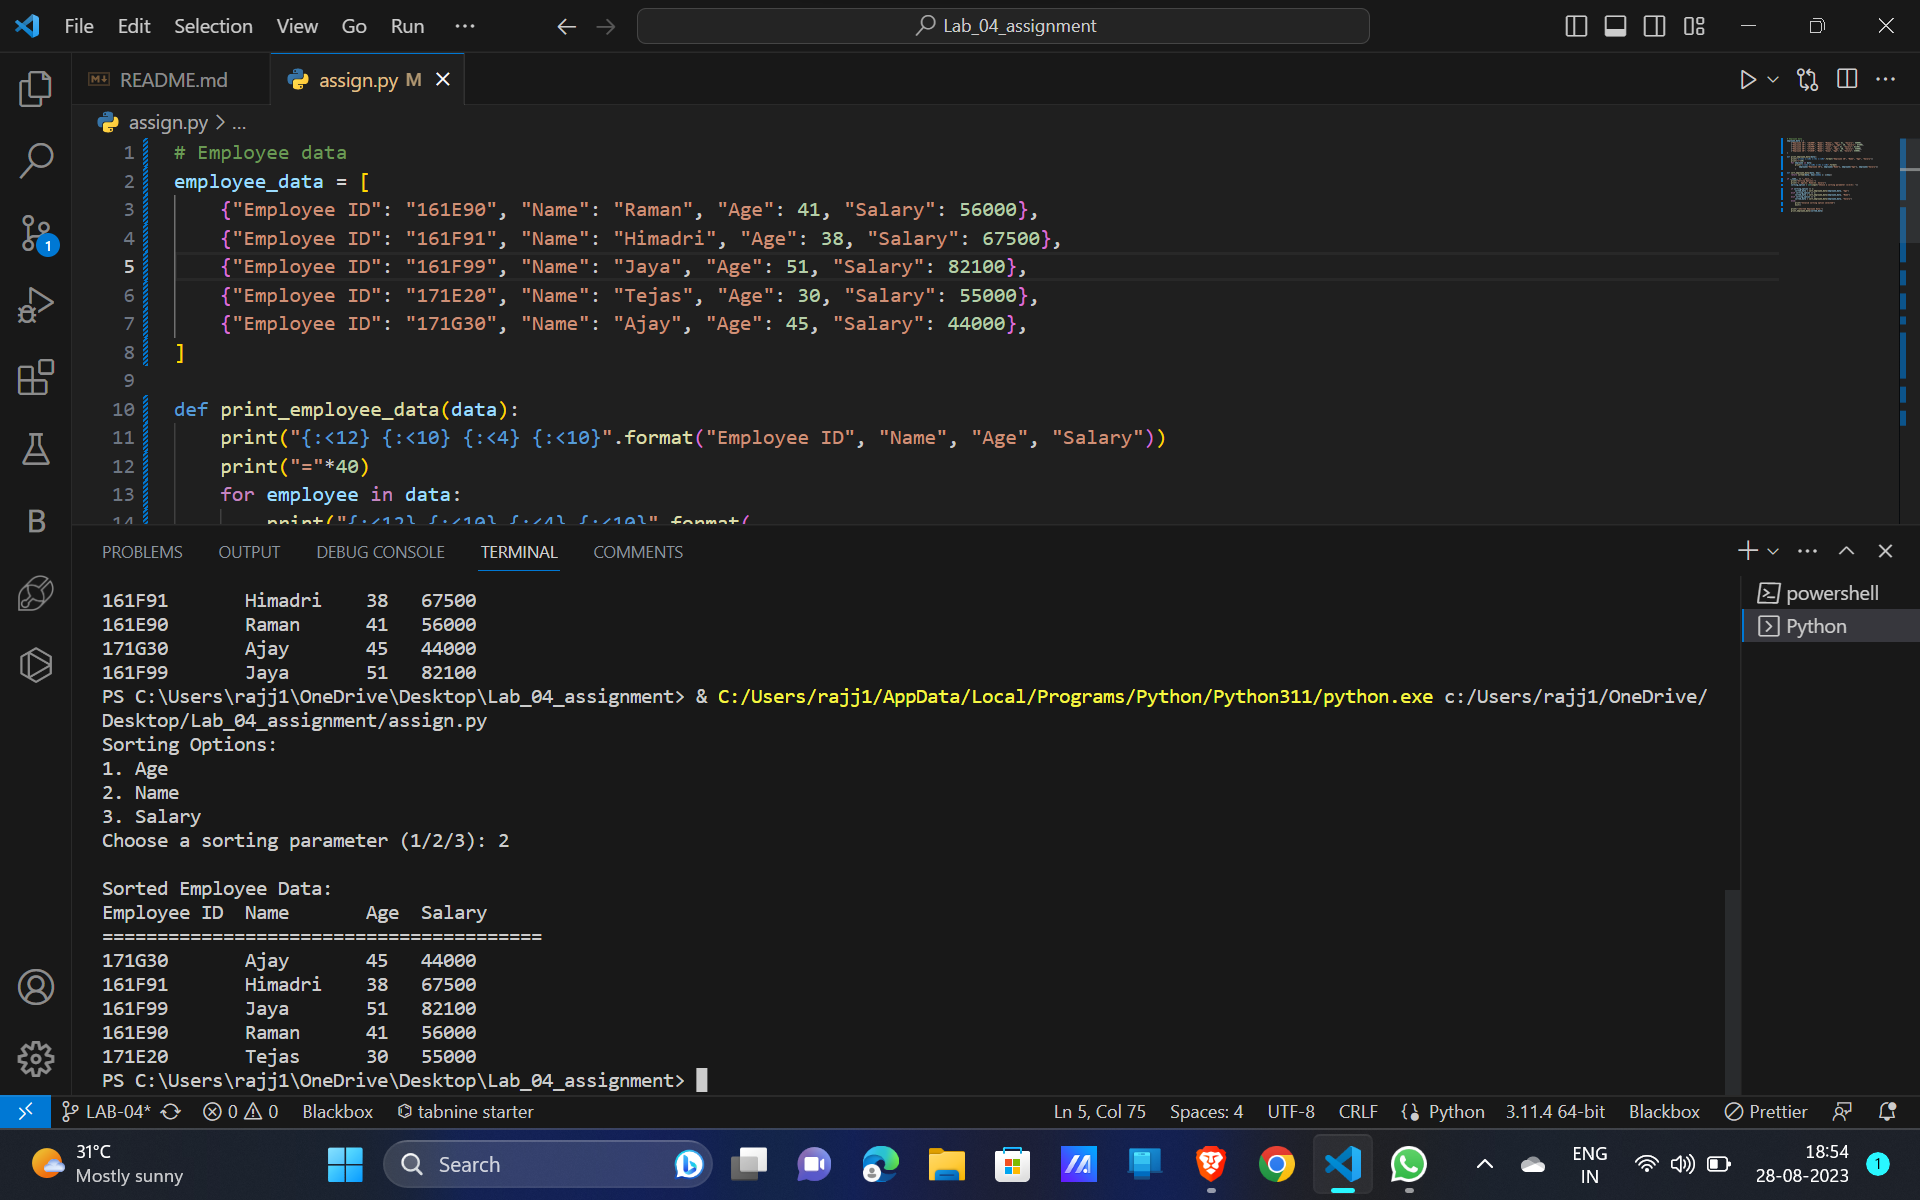 File Edit Selection View Go Run ...
Lab_04_assignment
README.md
assign.py M
assign.py > ...
1 # Employee data
2 employee_data = [
3     {"Employee ID": "161E90", "Name": "Raman", "Age": 41, "Salary": 56000},
4     {"Employee ID": "161F91", "Name": "Himadri", "Age": 38, "Salary": 67500},
5     {"Employee ID": "161F99", "Name": "Jaya", "Age": 51, "Salary": 82100},
6     {"Employee ID": "171E20", "Name": "Tejas", "Age": 30, "Salary": 55000},
7     {"Employee ID": "171G30", "Name": "Ajay", "Age": 45, "Salary": 44000},
8 ]
9
10 def print_employee_data(data):
11     print("{:<12} {:<10} {:<4} {:<10}".format("Employee ID", "Name", "Age", "Salary"))
12     print("="*40)
13     for employee in data:
14         print("{:<12} {:<10} {:<4} {:<10}".format(
PROBLEMS OUTPUT DEBUG CONSOLE TERMINAL COMMENTS
powershell
Python
161F91       Himadri    38   67500
161E90       Raman      41   56000
171G30       Ajay       45   44000
161F99       Jaya       51   82100
PS C:\Users\rajj1\OneDrive\Desktop\Lab_04_assignment> & C:/Users/rajj1/AppData/Local/Programs/Python/Python311/python.exe c:/Users/rajj1/OneDrive/
Desktop/Lab_04_assignment/assign.py
Sorting Options:
1. Age
2. Name
3. Salary
Choose a sorting parameter (1/2/3): 2
Sorted Employee Data:
Employee ID  Name       Age  Salary
========================================
171G30       Ajay       45   44000
161F91       Himadri    38   67500
161F99       Jaya       51   82100
161E90       Raman      41   56000
171E20       Tejas      30   55000
PS C:\Users\rajj1\OneDrive\Desktop\Lab_04_assignment>
B
1
LAB-04* 0 0 Blackbox tabnine starter Ln 5, Col 75 Spaces: 4 UTF-8 CRLF Python 3.11.4 64-bit Blackbox Prettier
31°C
Mostly sunny
Search
ENG
IN
18:54
28-08-2023
1